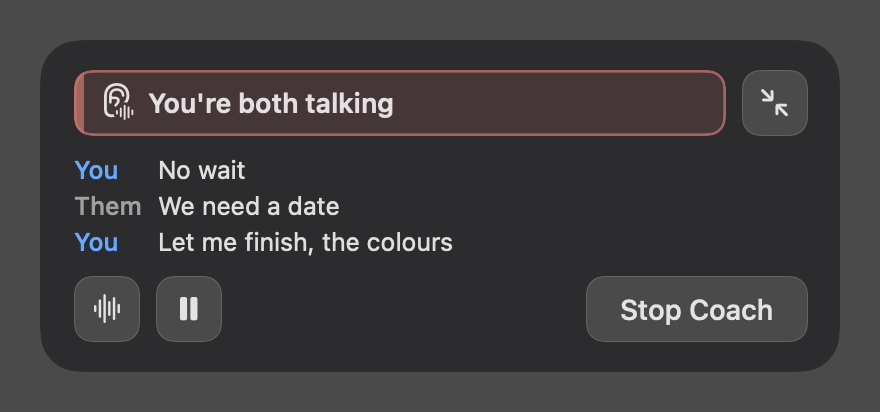 You're both talking
You No wait
Them We need a date
You Let me finish, the colours
Stop Coach